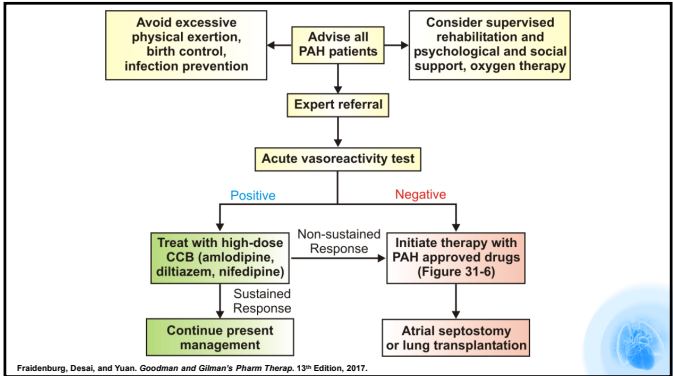 Avoid excessive
physical exertion,
birth control,
infection prevention
Advise all
PAH patients
Consider supervised
rehabilitation and
psychological and social
support, oxygen therapy
Expert referral
Acute vasoreactivity test
Positive
Negative
Treat with high-dose
CCB (amlodipine,
diltiazem, nifedipine)
Non-sustained
Response
Initiate therapy with
PAH approved drugs
(Figure 31-6)
Sustained
Response
Continue present
management
Atrial septostomy
or lung transplantation
Fraidenburg, Desai, and Yuan. Goodman and Gilman's Pharm Therap. 13th Edition, 2017.